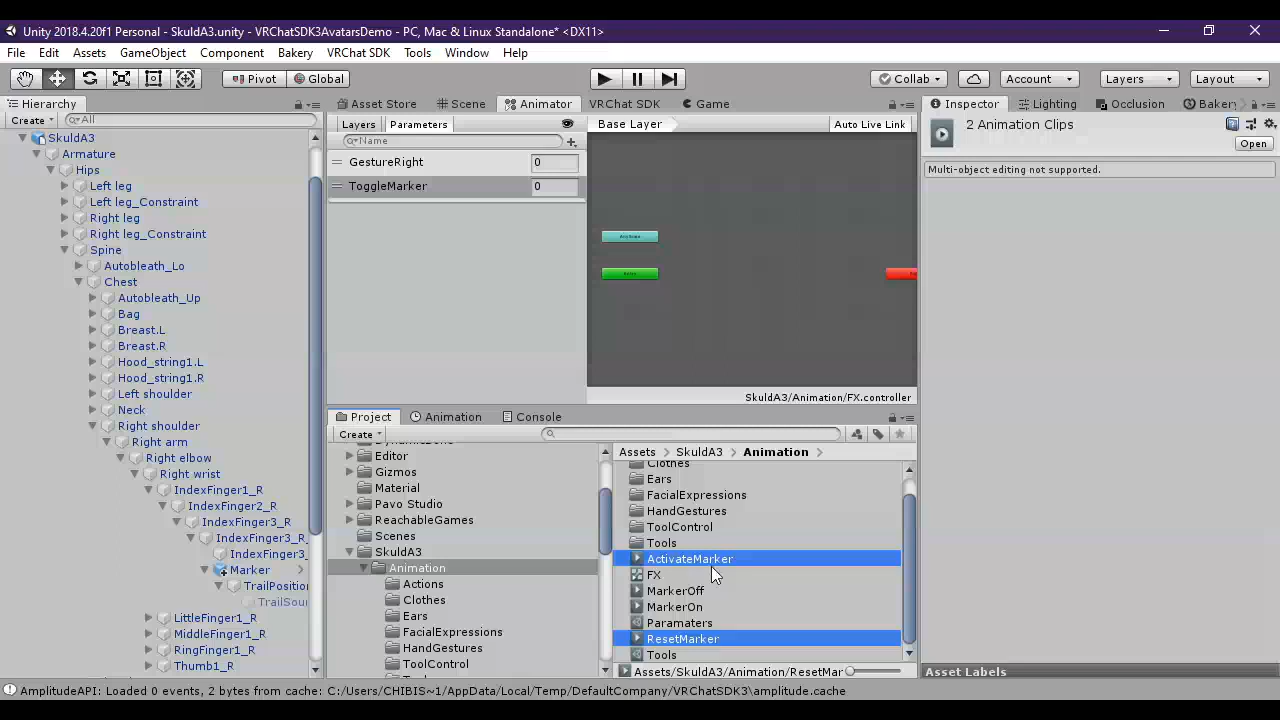 Unity 2018.4.20f1 Personal - SkuldA3.unity - VRChatSDK3AvatarsDemo - PC, Mac & Linux Standalone* <DX11>
File Edit Assets GameObject Component Bakery VRChat SDK Tools Window Help
Pivot Global Collab Account Layers Layout
Hierarchy
Create All
SkuldA3
Armature
Hips
Left leg
Left leg_Constraint
Right leg
Right leg_Constraint
Spine
Autobleath_Lo
Chest
Autobleath_Up
Bag
Breast.L
Breast.R
Hood_string1.L
Hood_string1.R
Left shoulder
Neck
Right shoulder
Right arm
Right elbow
Right wrist
IndexFinger1_R
IndexFinger2_R
IndexFinger3_R
IndexFinger3_R_
IndexFinger3_
Marker
TrailPosition
TrailSou
LittleFinger1_R
MiddleFinger1_R
RingFinger1_R
Thumb1_R
Asset Store Scene Animator VRChat SDK Game
Layers Parameters
Name
GestureRight 0
ToggleMarker 0
Base Layer Auto Live Link
SkuldA3/Animation/FX.controller
Project Animation Console
Create
Editor
Gizmos
Material
Pavo Studio
ReachableGames
Scenes
SkuldA3
Animation
Actions
Clothes
Ears
FacialExpressions
HandGestures
ToolControl
Assets SkuldA3 Animation
Clothes
Ears
FacialExpressions
HandGestures
ToolControl
Tools
ActivateMarker
FX
MarkerOff
MarkerOn
Paramaters
ResetMarker
Tools
Assets/SkuldA3/Animation/ResetMar
Inspector Lighting Occlusion Bakery
2 Animation Clips
Open
Multi-object editing not supported.
Asset Labels
AmplitudeAPI: Loaded 0 events, 2 bytes from cache: C:/Users/CHIBIS~1/AppData/Local/Temp/DefaultCompany/VRChatSDK3\amplitude.cache